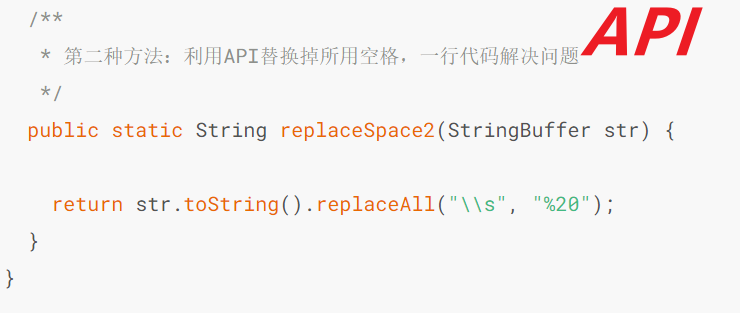 /**
* 第二种方法：利用API替换掉所用空格，一行代码解决问题
API
*/
public static String replaceSpace2(StringBuffer str) {
return str.toString().replaceAll("\\s", "%20");
}
}